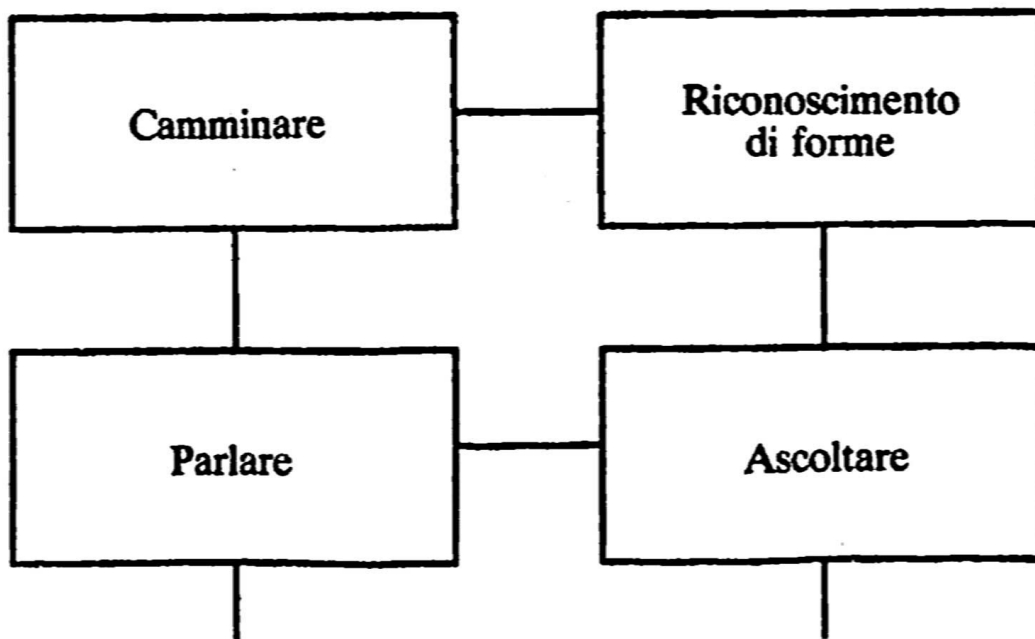 Camminare
Riconoscimento
di forme
Parlare
Ascoltare